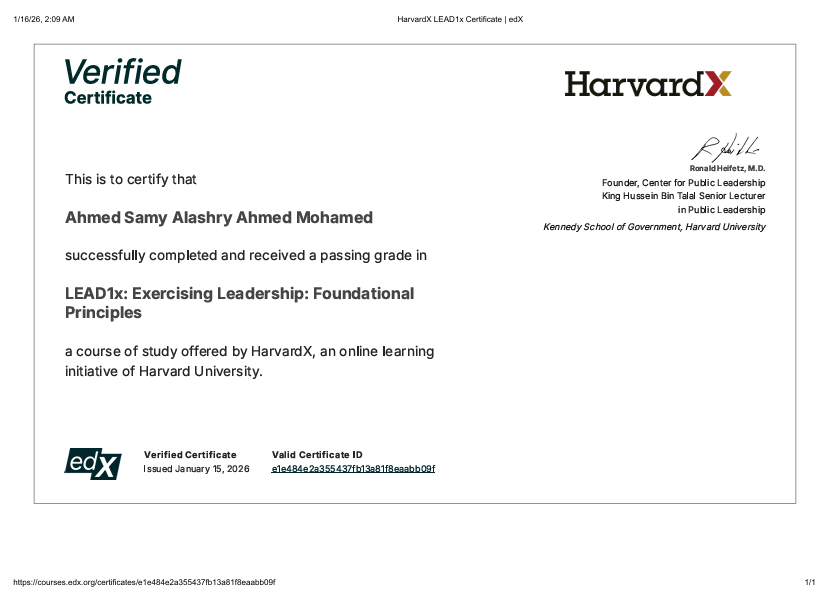 1/16/26, 2:09 AM
HarvardX LEAD1x Certificate | edX
Verified
Certificate
HarvardX
Ronald Heifetz, M.D.
Founder, Center for Public Leadership
King Hussein Bin Talal Senior Lecturer
in Public Leadership
Kennedy School of Government, Harvard University
This is to certify that
Ahmed Samy Alashry Ahmed Mohamed
successfully completed and received a passing grade in
LEAD1x: Exercising Leadership: Foundational
Principles
a course of study offered by HarvardX, an online learning
initiative of Harvard University.
edX
Verified Certificate
Issued January 15, 2026
Valid Certificate ID
e1e484e2a355437fb13a81f8eaabb09f
https://courses.edx.org/certificates/e1e484e2a355437fb13a81f8eaabb09f
1/1